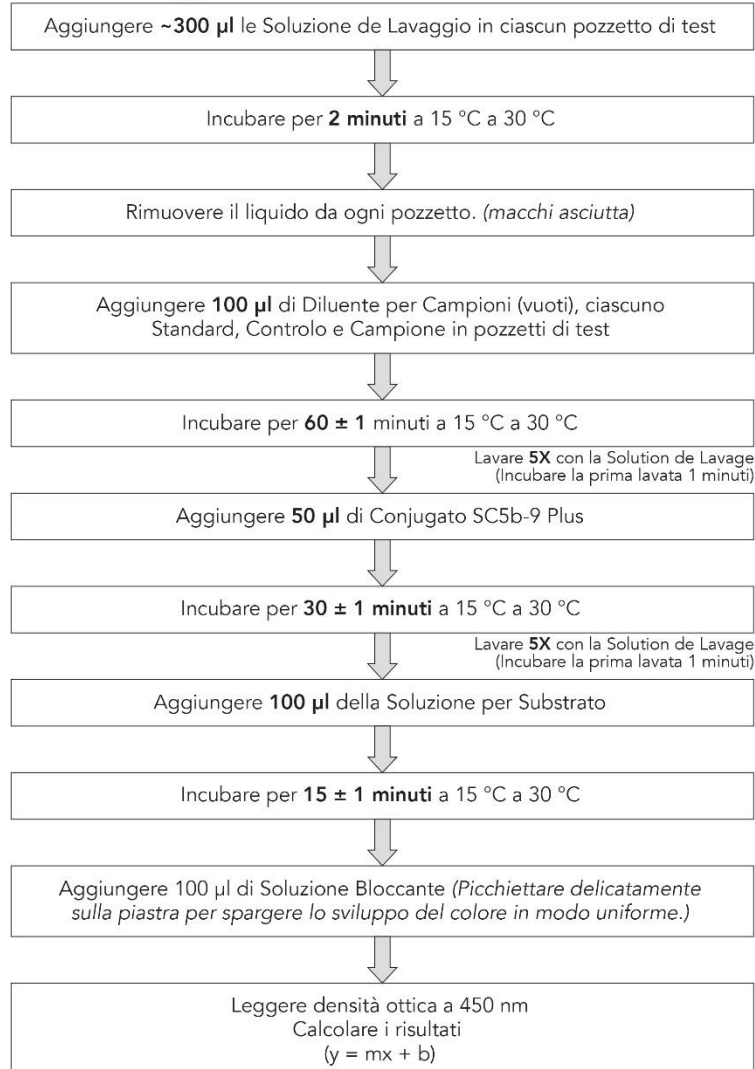 Aggiungere ~300 µl le Soluzione de Lavaggio in ciascun pozzetto di test
Incubare per 2 minuti a 15 °C a 30 °C
Rimuovere il liquido da ogni pozzetto. (macchi asciutta)
Aggiungere 100 µl di Diluente per Campioni (vuoti), ciascuno
Standard, Controlo e Campione in pozzetti di test
Incubare per 60 ± 1 minuti a 15 °C a 30 °C
Lavare 5X con la Solution de Lavage
(Incubare la prima lavata 1 minuti)
Aggiungere 50 µl di Conjugato SC5b-9 Plus
Incubare per 30 ± 1 minuti a 15 °C a 30 °C
Lavare 5X con la Solution de Lavage
(Incubare la prima lavata 1 minuti)
Aggiungere 100 µl della Soluzione per Substrato
Incubare per 15 ± 1 minuti a 15 °C a 30 °C
Aggiungere 100 µl di Soluzione Bloccante (Picchiettare delicatamente
sulla piastra per spargere lo sviluppo del colore in modo uniforme.)
Leggere densità ottica a 450 nm
Calcolare i risultati
(y = mx + b)